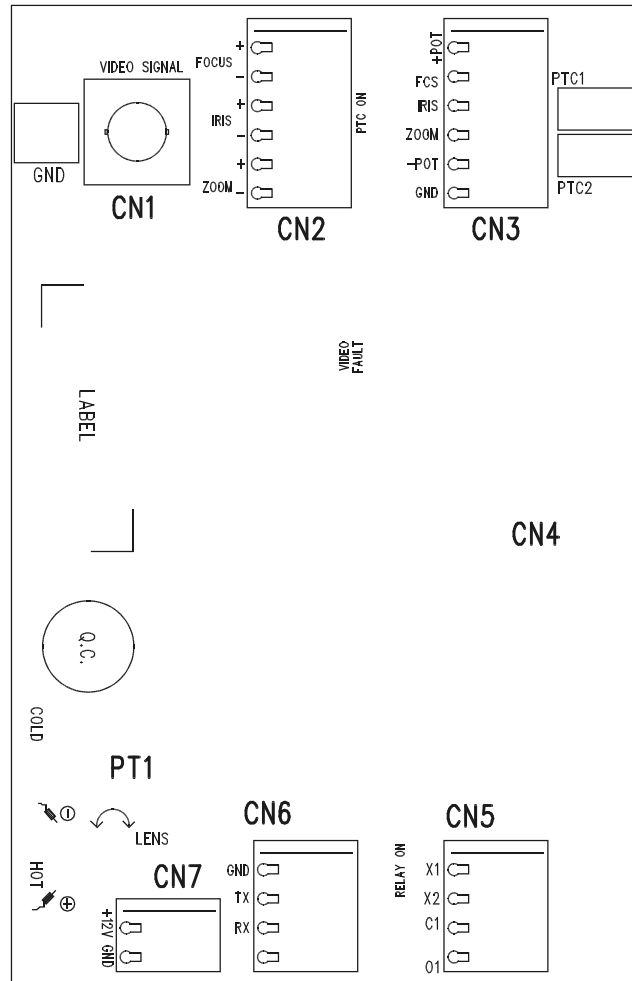 VIDEO SIGNAL
GND
CN1
+
FOCUS
−
+
IRIS
−
+
ZOOM −
PTC ON
CN2
+POT
FCS
IRIS
ZOOM
−POT
GND
CN3
PTC1
PTC2
VIDEO
FAULT
LABEL
CN4
Q.C.
COLD
PT1
−
LENS
HOT
+
CN7
+12V
GND
CN6
GND
TX
RX
CN5
RELAY ON
X1
X2
C1
O1